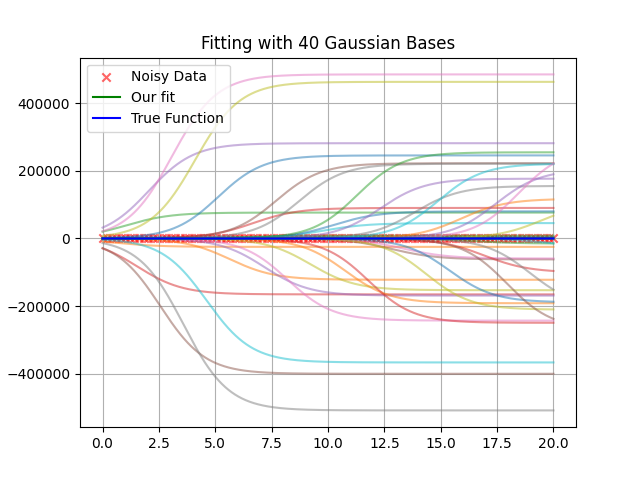 Fitting with 40 Gaussian Bases
Noisy Data
Our fit
True Function
400000
200000
0
−200000
−400000
0.0 2.5 5.0 7.5 10.0 12.5 15.0 17.5 20.0